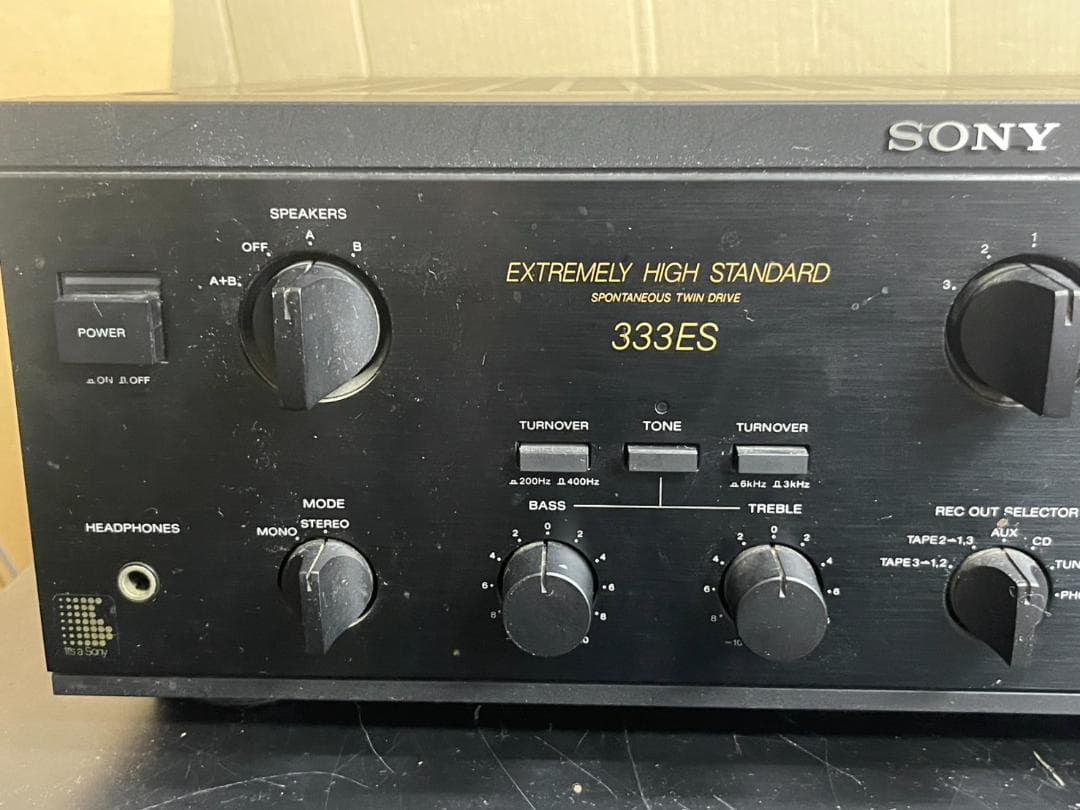 SONY
SPEAKERS
OFF A B
A+B
POWER
ON OFF
EXTREMELY HIGH STANDARD
SPONTANEOUS TWIN DRIVE
333ES
3 2 1
TURNOVER TONE TURNOVER
200Hz 400Hz 6kHz 3kHz
BASS TREBLE
2 0 2
4 4
6
8 8
2 0 2
4 4
6 6
8
-10
MODE
MONO STEREO
HEADPHONES
It's a Sony
REC OUT SELECTOR
AUX
TAPE2→1,3 CD
TAPE3→1,2